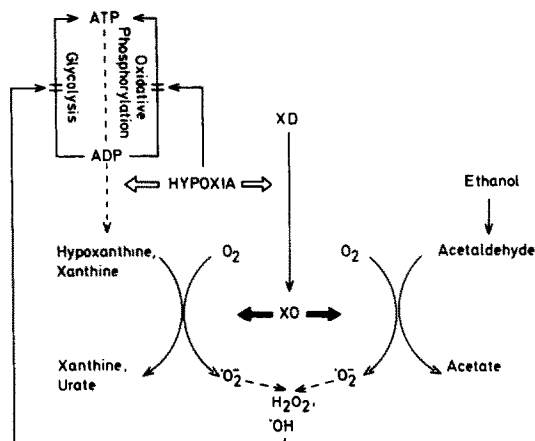 ATP
Glycolysis
Oxidative
Phosphorylation
XD
ADP
HYPOXIA
Ethanol
Hypoxanthine,
Xanthine
O₂
O₂
Acetaldehyde
XO
Xanthine,
Urate
·O₂⁻
·O₂⁻
Acetate
H₂O₂,
·OH